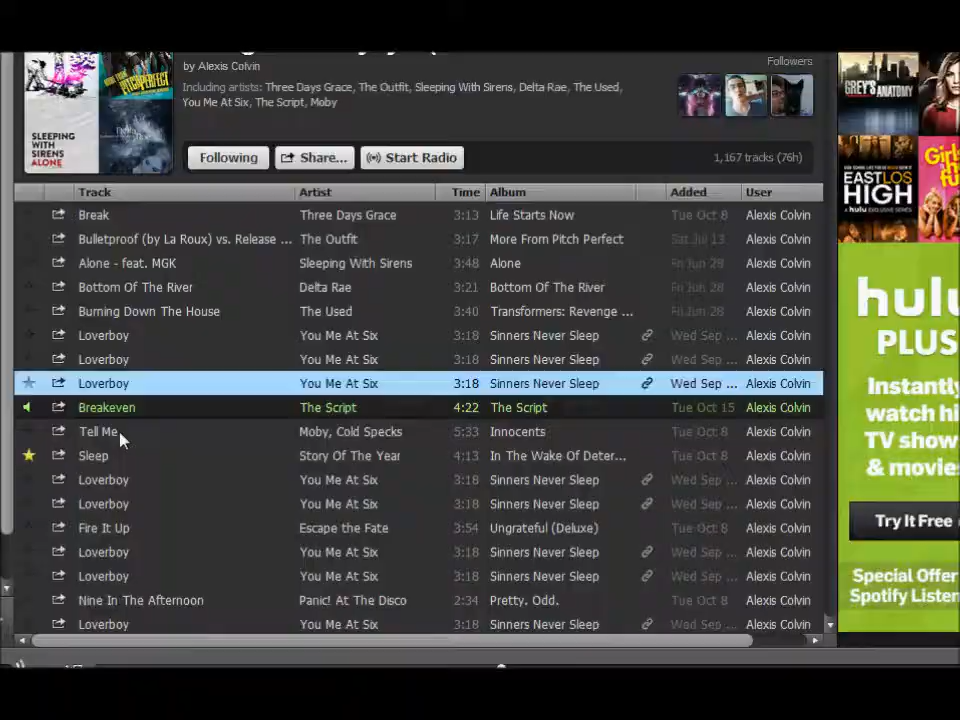 by Alexis Colvin
Followers
Including artists: Three Days Grace, The Outfit, Sleeping With Sirens, Delta Rae, The Used,
You Me At Six, The Script, Moby
SLEEPING
WITH
SIRENS
ALONE
PITCH PERFECT
Following Share... Start Radio 1,167 tracks (76h)
Track Artist Time Album Added User
Break Three Days Grace 3:13 Life Starts Now Tue Oct 8 Alexis Colvin
Bulletproof (by La Roux) vs. Release ... The Outfit 3:17 More From Pitch Perfect Sat Jul 13 Alexis Colvin
Alone - feat. MGK Sleeping With Sirens 3:48 Alone Fri Jun 28 Alexis Colvin
Bottom Of The River Delta Rae 3:21 Bottom Of The River Fri Jun 28 Alexis Colvin
Burning Down The House The Used 3:40 Transformers: Revenge ... Fri Jun 28 Alexis Colvin
Loverboy You Me At Six 3:18 Sinners Never Sleep Wed Sep ... Alexis Colvin
Loverboy You Me At Six 3:18 Sinners Never Sleep Wed Sep ... Alexis Colvin
Loverboy You Me At Six 3:18 Sinners Never Sleep Wed Sep ... Alexis Colvin
Breakeven The Script 4:22 The Script Tue Oct 15 Alexis Colvin
Tell Me Moby, Cold Specks 5:33 Innocents Tue Oct 8 Alexis Colvin
Sleep Story Of The Year 4:13 In The Wake Of Deter... Tue Oct 8 Alexis Colvin
Loverboy You Me At Six 3:18 Sinners Never Sleep Wed Sep ... Alexis Colvin
Loverboy You Me At Six 3:18 Sinners Never Sleep Wed Sep ... Alexis Colvin
Fire It Up Escape the Fate 3:54 Ungrateful (Deluxe) Tue Oct 8 Alexis Colvin
Loverboy You Me At Six 3:18 Sinners Never Sleep Wed Sep ... Alexis Colvin
Loverboy You Me At Six 3:18 Sinners Never Sleep Wed Sep ... Alexis Colvin
Nine In The Afternoon Panic! At The Disco 2:34 Pretty. Odd. Tue Oct 8 Alexis Colvin
Loverboy You Me At Six 3:18 Sinners Never Sleep Wed Sep ... Alexis Colvin
GREY'S ANATOMY
EAST LOS
HIGH
A hulu EXCLUSIVE SERIES
hulu
PLUS
Instantly
watch hi
TV show
& movie
Try It Free
Special Offer
Spotify Listen